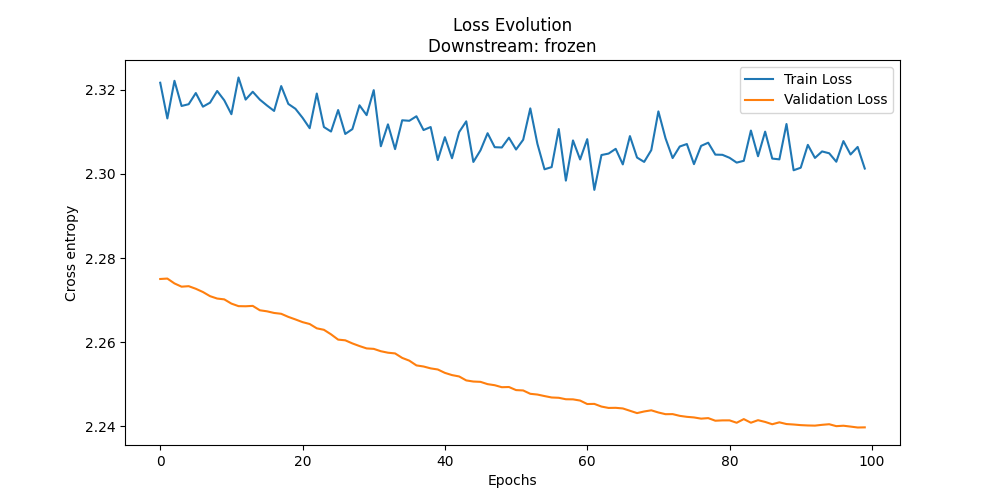 Loss Evolution
Downstream: frozen
Train Loss
Validation Loss
2.32
2.30
2.28
2.26
2.24
Cross entropy
0
20
40
60
80
100
Epochs